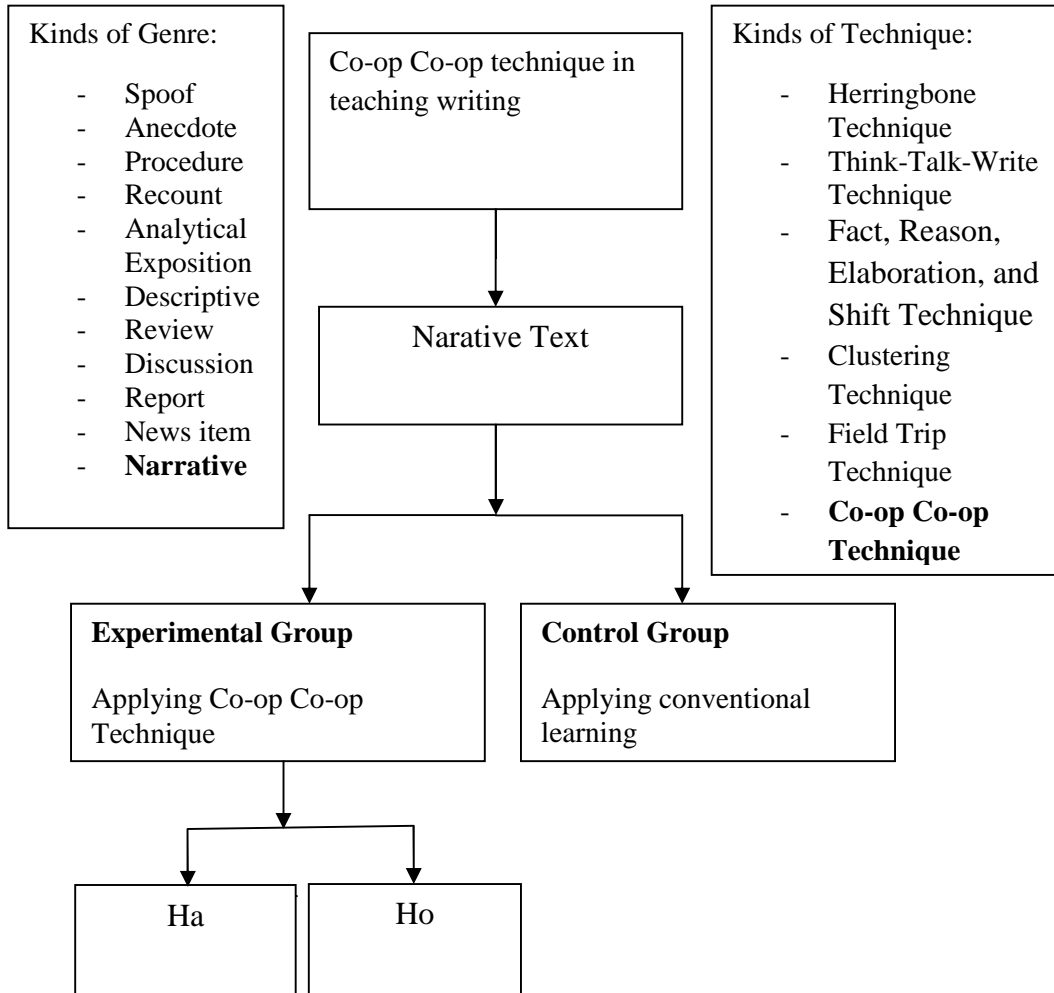 Kinds of Genre:
- Spoof
- Anecdote
- Procedure
- Recount
- Analytical
Exposition
- Descriptive
- Review
- Discussion
- Report
- News item
- Narrative
Co-op Co-op technique in
teaching writing
Kinds of Technique:
- Herringbone
Technique
- Think-Talk-Write
Technique
- Fact, Reason,
Elaboration, and
Shift Technique
- Clustering
Technique
- Field Trip
Technique
- Co-op Co-op
Technique
Narative Text
Experimental Group
Applying Co-op Co-op
Technique
Control Group
Applying conventional
learning
Ha
Ho